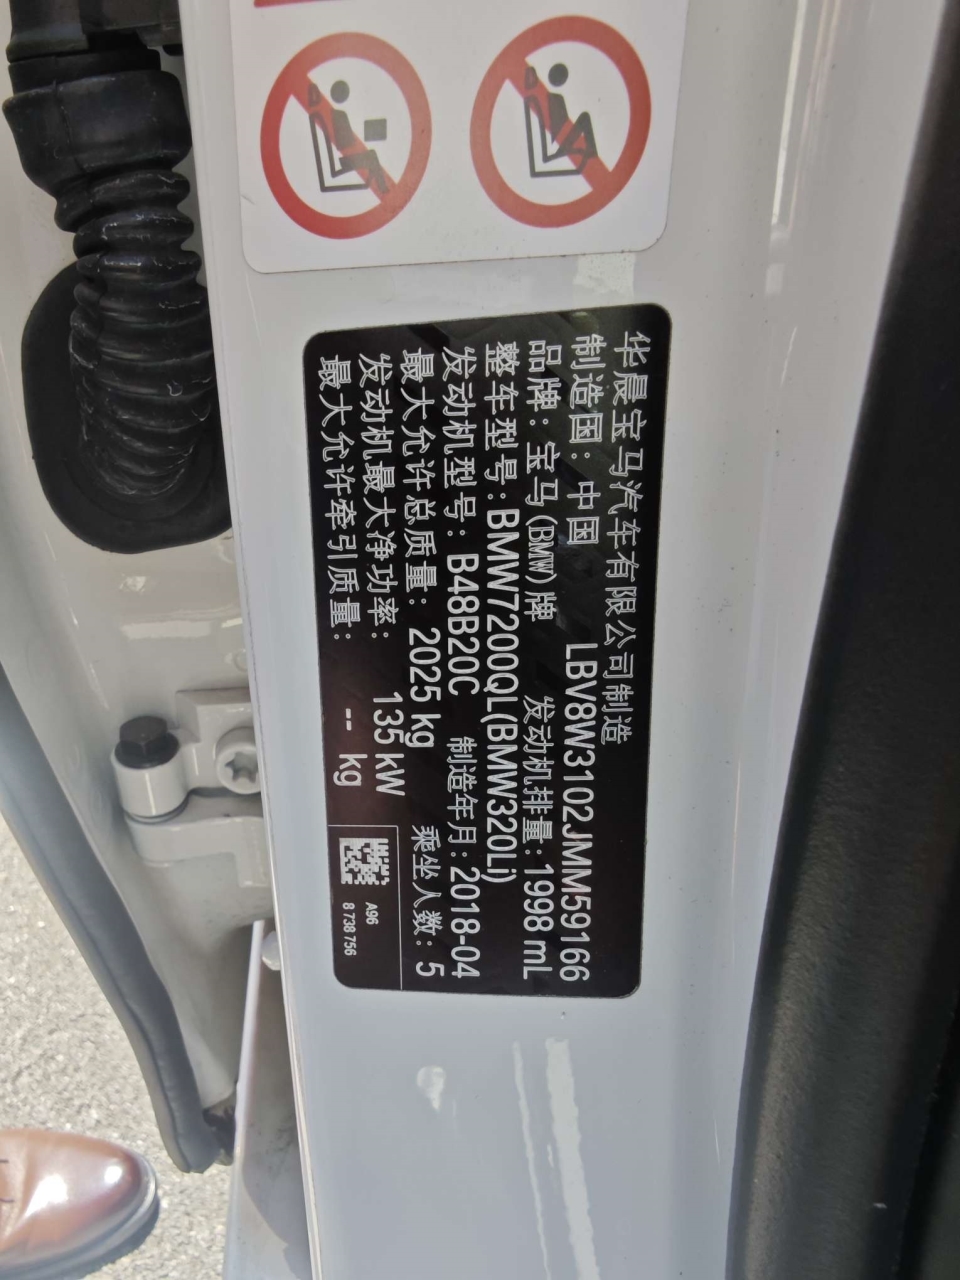 华晨宝马汽车有限公司制造
制造国：中国 LBV8W3102JMM59166
品牌：宝马(BMW)牌 发动机排量：1998 mL
整车型号：BMW7200QL(BMW320Li)
发动机型号：B48B20C 制造年月：2018-04
最大允许总质量：2025 kg 乘坐人数：5
发动机最大净功率：135 kW
最大允许牵引质量：-- kg
A96
8 738 756